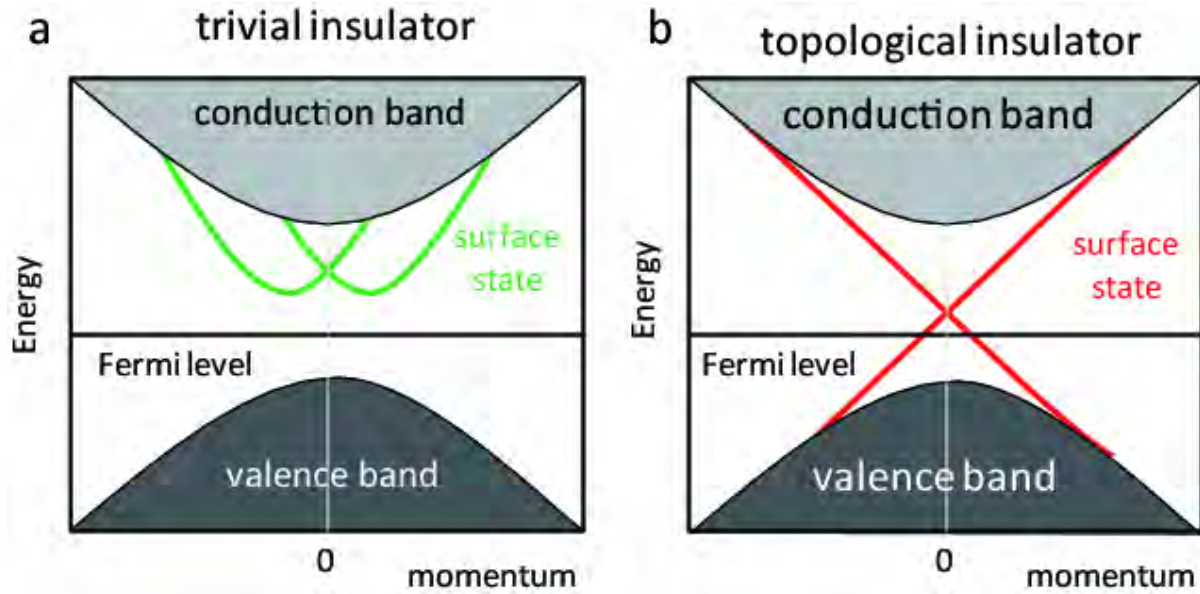 a
trivial insulator
conduction band
surface
state
Energy
Fermi level
valence band
0
momentum
b
topological insulator
conduction band
surface
state
Energy
Fermi level
valence band
0
momentum